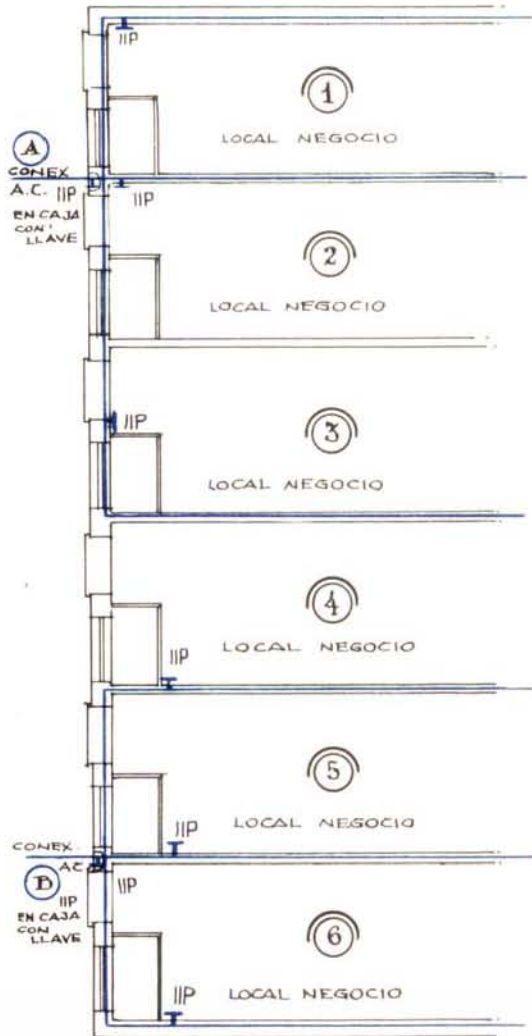 IIP
1
LOCAL NEGOCIO
A
CONEX
A.C. IIP
EN CAJA
CON
LLAVE
IIP
2
LOCAL NEGOCIO
IIP
3
LOCAL NEGOCIO
4
LOCAL NEGOCIO
IIP
5
LOCAL NEGOCIO
IIP
CONEX.
AC
B
IIP
EN CAJA
CON
LLAVE
IIP
6
IIP
LOCAL NEGOCIO